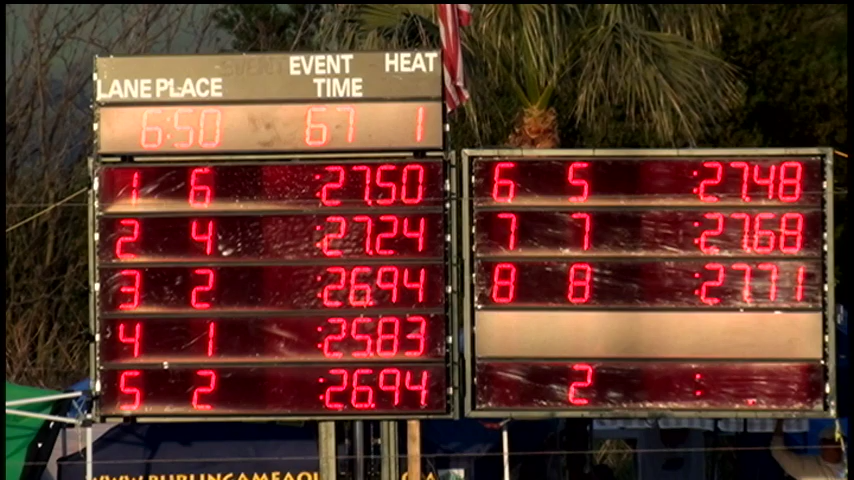 EVENT HEAT
LANE PLACE TIME
6:50 67 1
1 6 :27.50
2 4 :27.24
3 2 :26.94
4 1 :25.83
5 2 :26.94
6 5 :27.48
7 7 :27.68
8 8 :27.71
2 : .